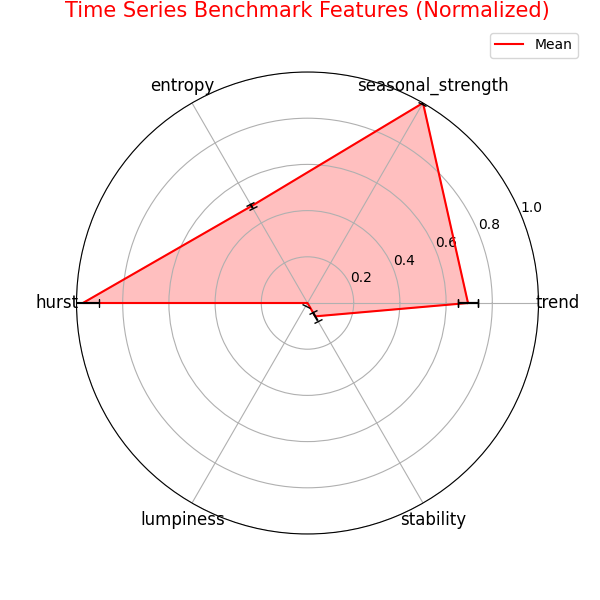 Time Series Benchmark Features (Normalized)
Mean
entropy
seasonal_strength
1.0
0.8
0.6
0.4
0.2
hurst
trend
lumpiness
stability